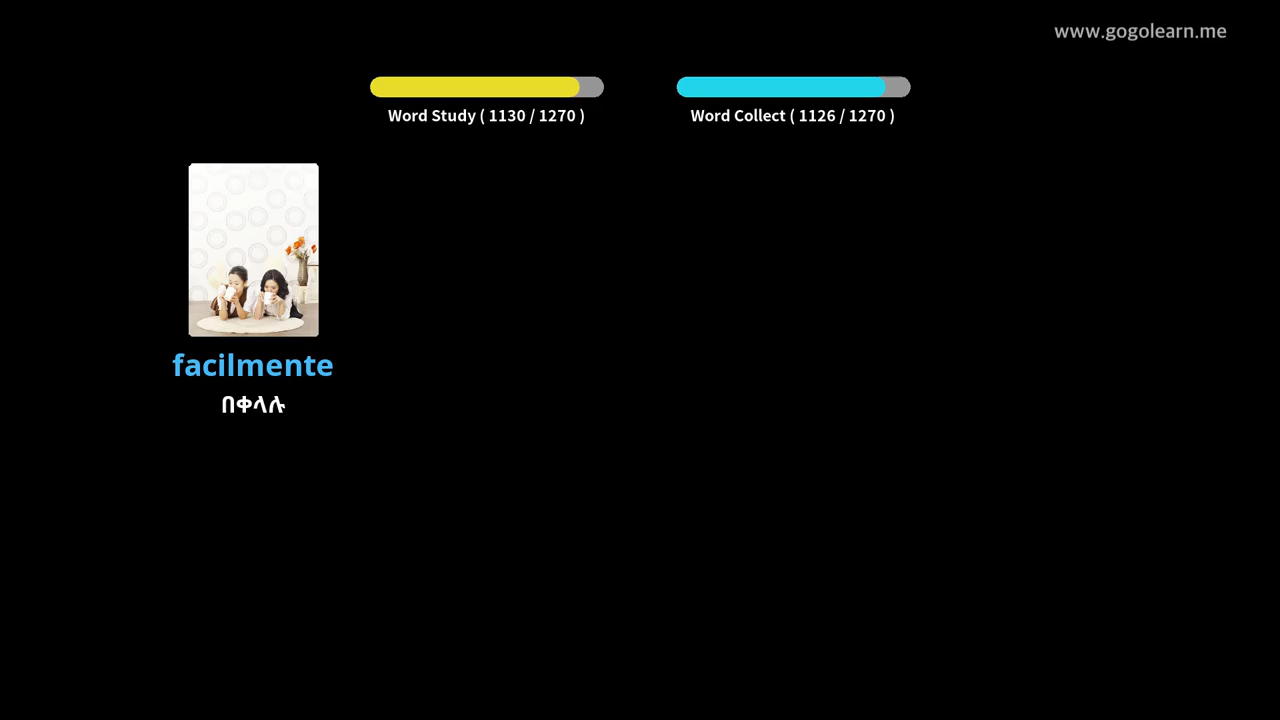 www.gogolearn.me
Word Study ( 1130 / 1270 )
Word Collect ( 1126 / 1270 )
facilmente
በቀላሉ